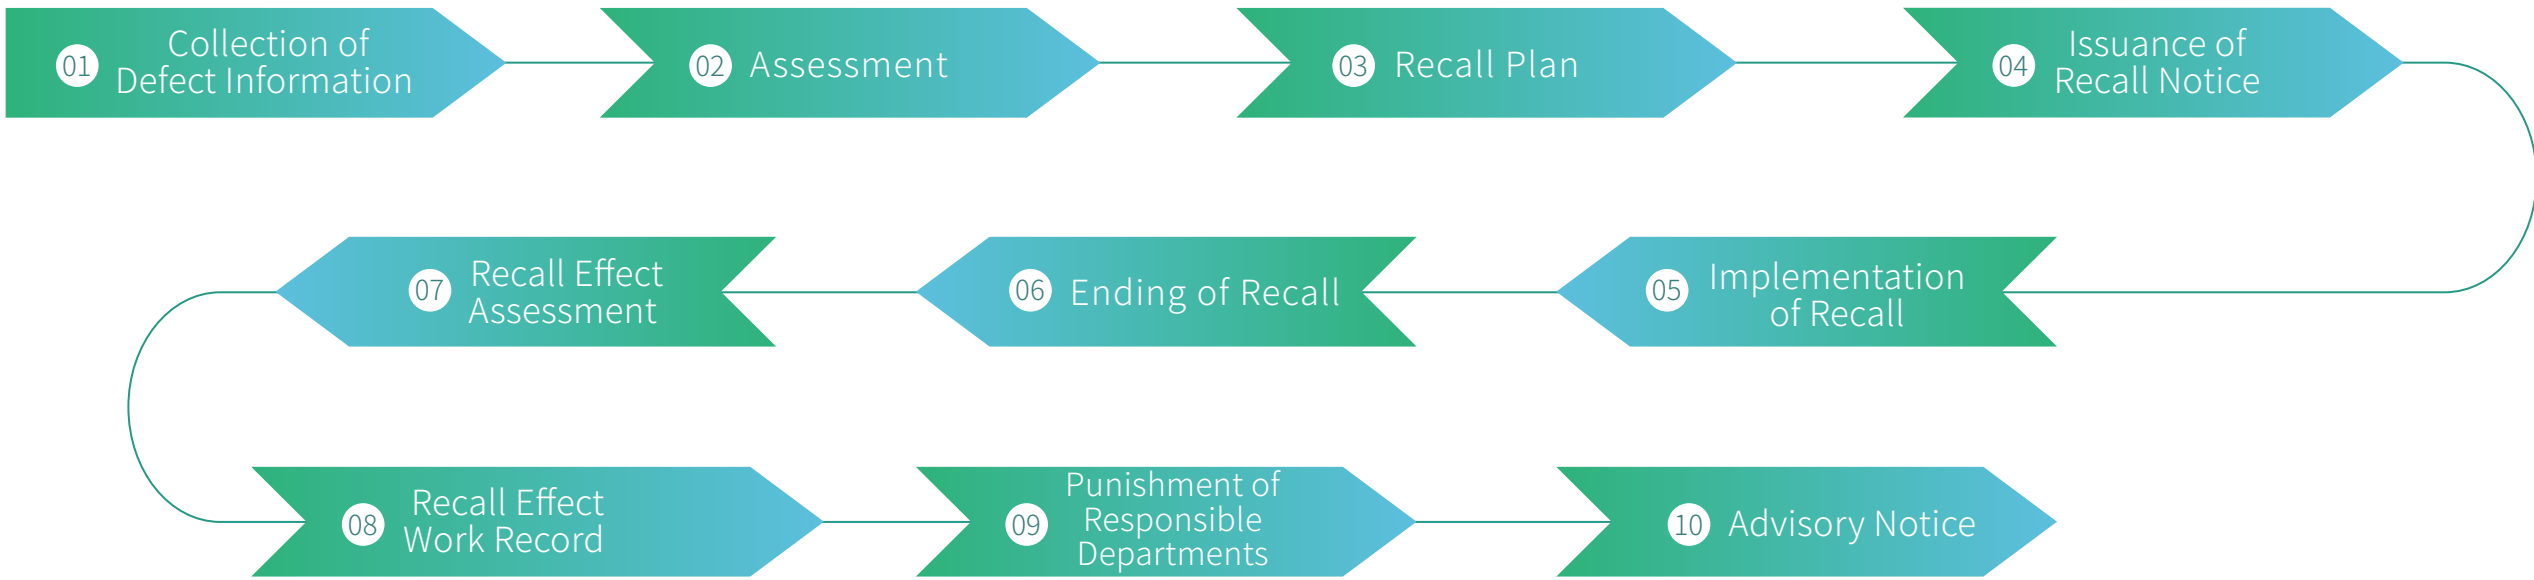 01
Collection of
Defect Information
02
Assessment
03
Recall Plan
04
Issuance of
Recall Notice
05
Implementation
of Recall
06
Ending of Recall
07
Recall Effect
Assessment
08
Recall Effect
Work Record
09
Punishment of
Responsible
Departments
10
Advisory Notice